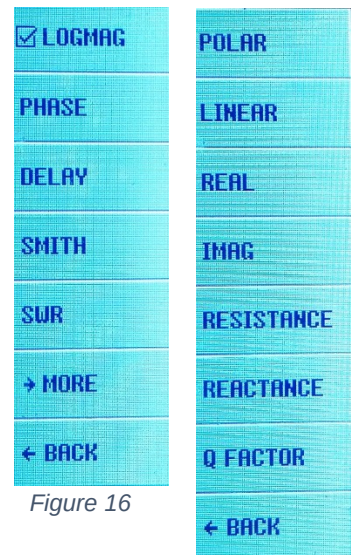 LOGMAG
PHASE
DELAY
SMITH
SWR
→ MORE
← BACK
Figure 16
POLAR
LINEAR
REAL
IMAG
RESISTANCE
REACTANCE
Q FACTOR
← BACK